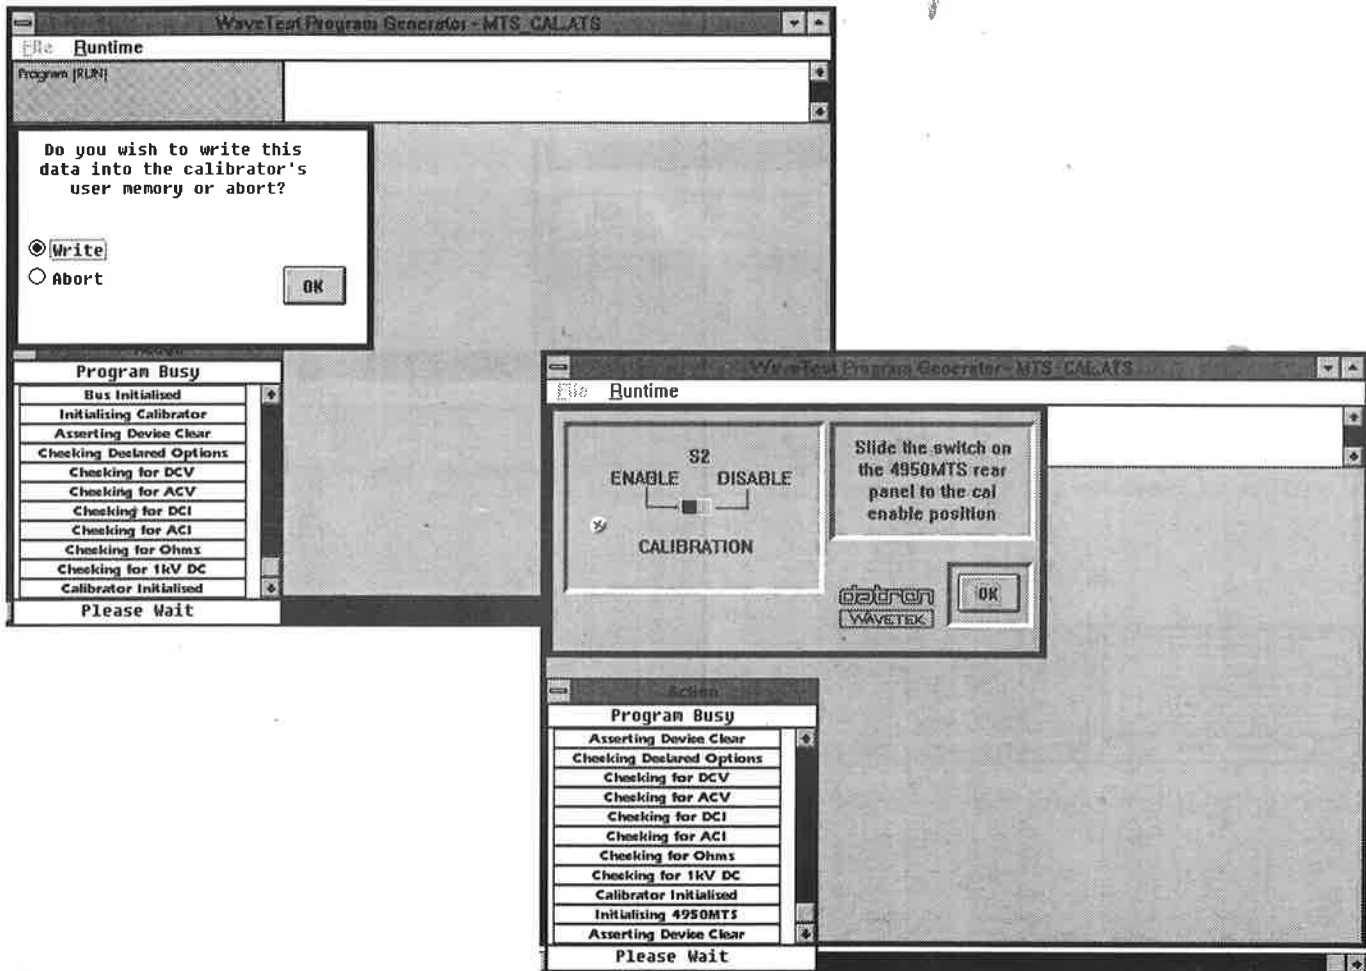 WaveTest Program Generator - MTS_CAL.ATS
File Runtime
Program [RUN]
Do you wish to write this
data into the calibrator's
user memory or abort?
Write
Abort
OK
Action
Program Busy
Bus Initialised
Initialising Calibrator
Asserting Device Clear
Checking Declared Options
Checking for DCV
Checking for ACV
Checking for DCI
Checking for ACI
Checking for Ohms
Checking for 1kV DC
Calibrator Initialised
Please Wait
WaveTest Program Generator - MTS_CAL.ATS
File Runtime
S2
ENABLE DISABLE
CALIBRATION
Slide the switch on
the 4950MTS rear
panel to the cal
enable position
datron
WAVETEK
OK
Action
Program Busy
Asserting Device Clear
Checking Declared Options
Checking for DCV
Checking for ACV
Checking for DCI
Checking for ACI
Checking for Ohms
Checking for 1kV DC
Calibrator Initialised
Initialising 4950MTS
Asserting Device Clear
Please Wait